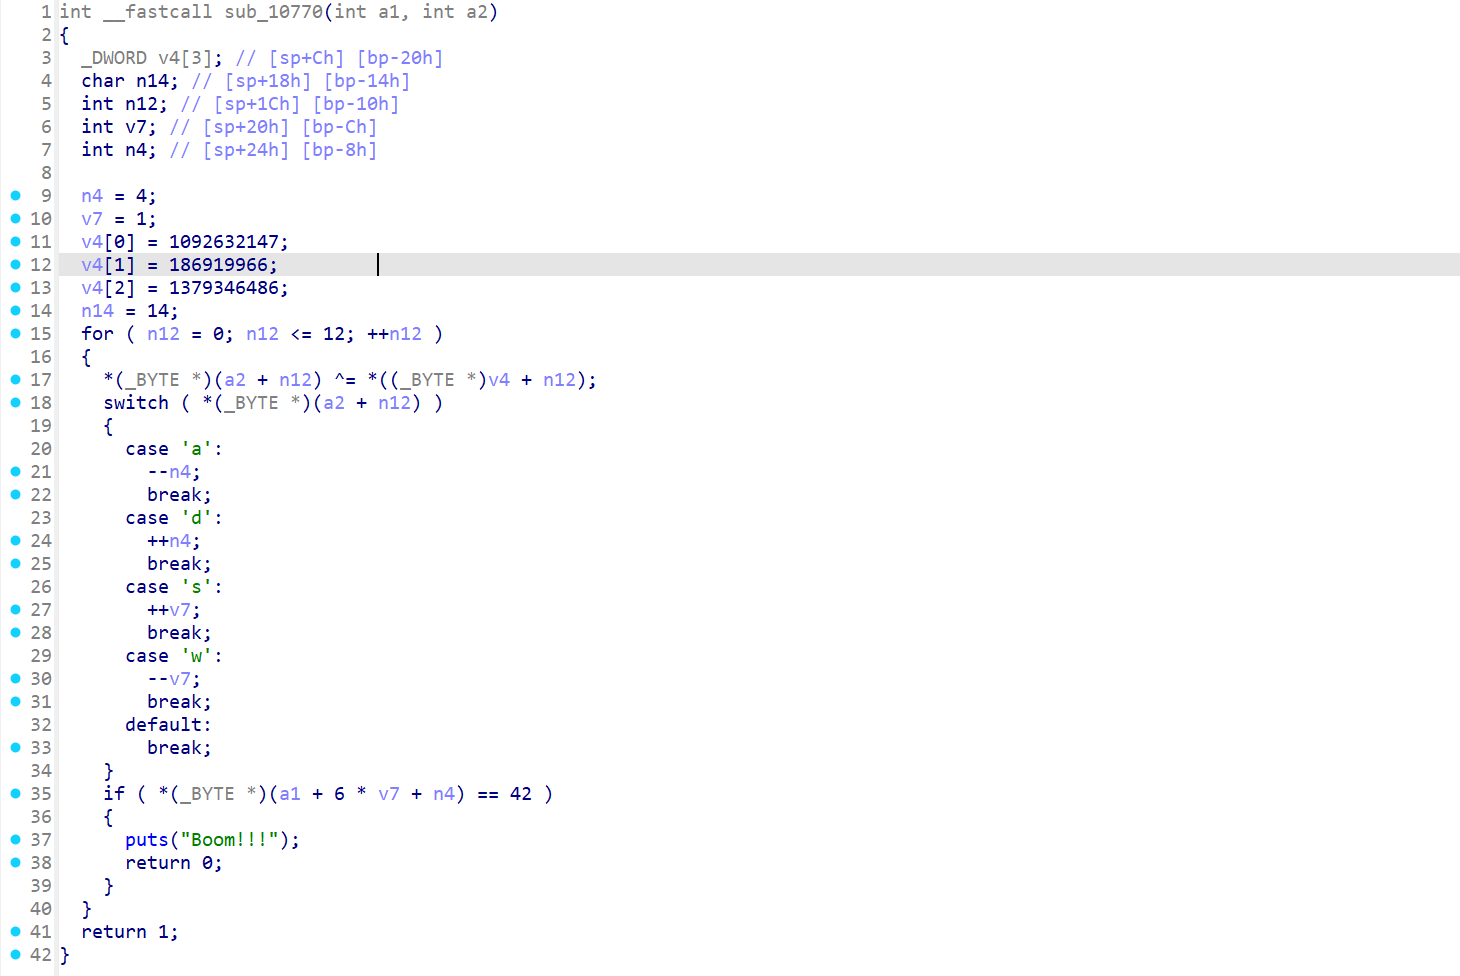 1 int __fastcall sub_10770(int a1, int a2)
2 {
3   _DWORD v4[3]; // [sp+Ch] [bp-20h]
4   char n14; // [sp+18h] [bp-14h]
5   int n12; // [sp+1Ch] [bp-10h]
6   int v7; // [sp+20h] [bp-Ch]
7   int n4; // [sp+24h] [bp-8h]
8
9   n4 = 4;
10   v7 = 1;
11   v4[0] = 1092632147;
12   v4[1] = 186919966;
13   v4[2] = 1379346486;
14   n14 = 14;
15   for ( n12 = 0; n12 <= 12; ++n12 )
16   {
17     *(_BYTE *)(a2 + n12) ^= *((_BYTE *)v4 + n12);
18     switch ( *(_BYTE *)(a2 + n12) )
19     {
20       case 'a':
21         --n4;
22         break;
23       case 'd':
24         ++n4;
25         break;
26       case 's':
27         ++v7;
28         break;
29       case 'w':
30         --v7;
31         break;
32       default:
33         break;
34     }
35     if ( *(_BYTE *)(a1 + 6 * v7 + n4) == 42 )
36     {
37       puts("Boom!!!");
38       return 0;
39     }
40   }
41   return 1;
42 }